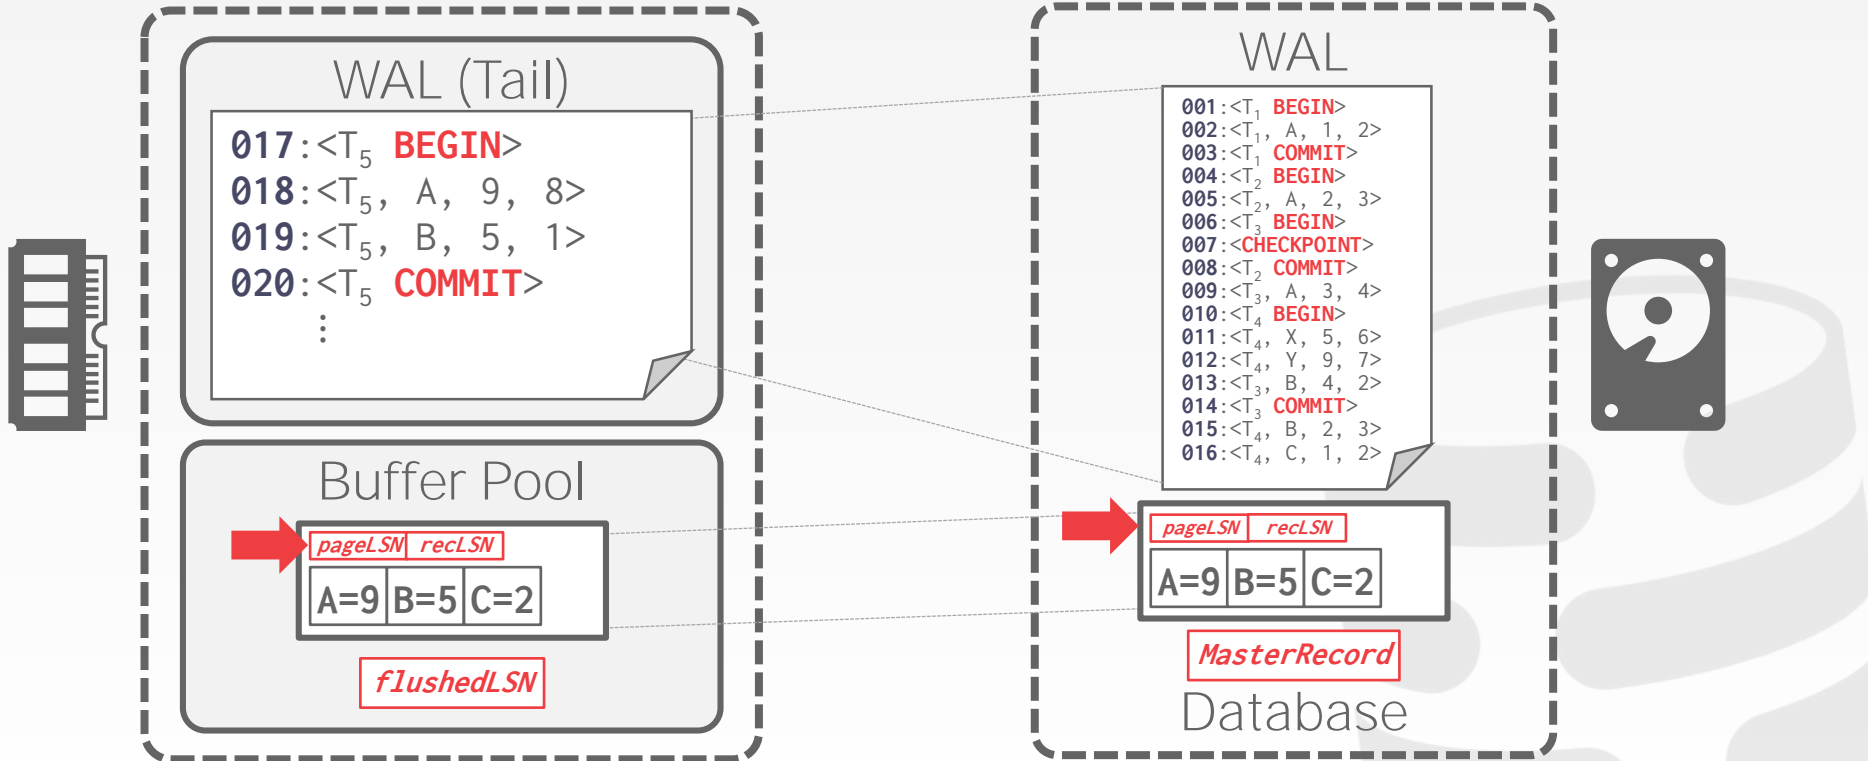 WAL (Tail)
017:<T5 BEGIN>
018:<T5, A, 9, 8>
019:<T5, B, 5, 1>
020:<T5 COMMIT>
⋮
Buffer Pool
pageLSN recLSN
A=9 B=5 C=2
flushedLSN
WAL
001:<T1 BEGIN>
002:<T1, A, 1, 2>
003:<T1 COMMIT>
004:<T2 BEGIN>
005:<T2, A, 2, 3>
006:<T3 BEGIN>
007:<CHECKPOINT>
008:<T2 COMMIT>
009:<T3, A, 3, 4>
010:<T4 BEGIN>
011:<T4, X, 5, 6>
012:<T4, Y, 9, 7>
013:<T3, B, 4, 2>
014:<T3 COMMIT>
015:<T4, B, 2, 3>
016:<T4, C, 1, 2>
pageLSN recLSN
A=9 B=5 C=2
MasterRecord
Database